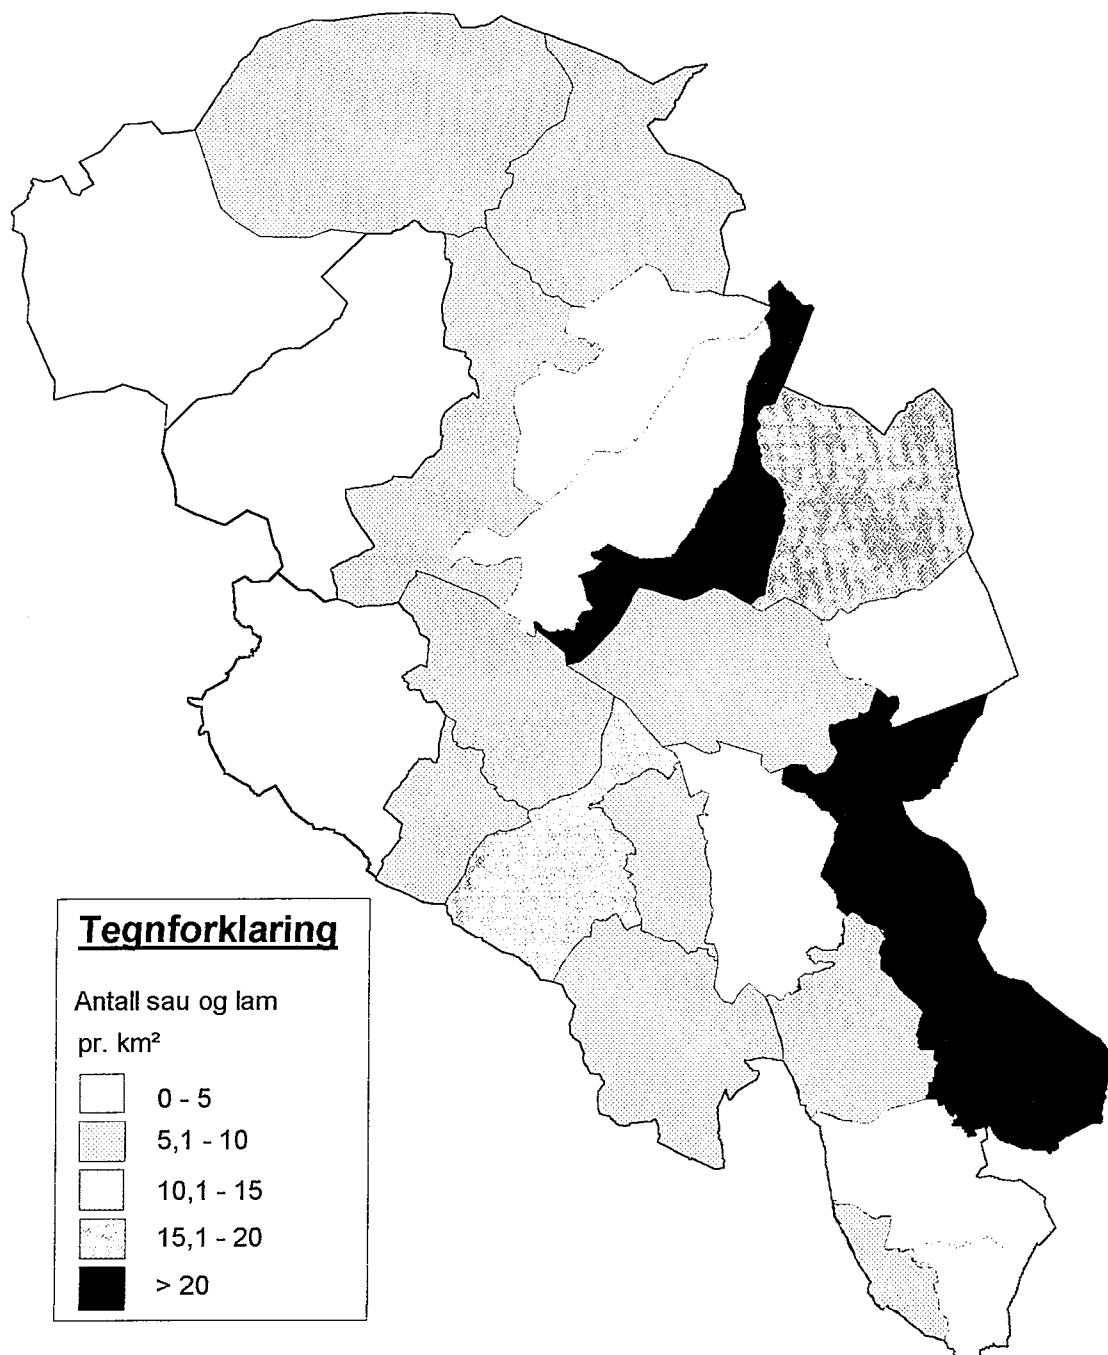 Tegnforklaring
Antall sau og lam
pr. km²
0 - 5
5,1 - 10
10,1 - 15
15,1 - 20
> 20